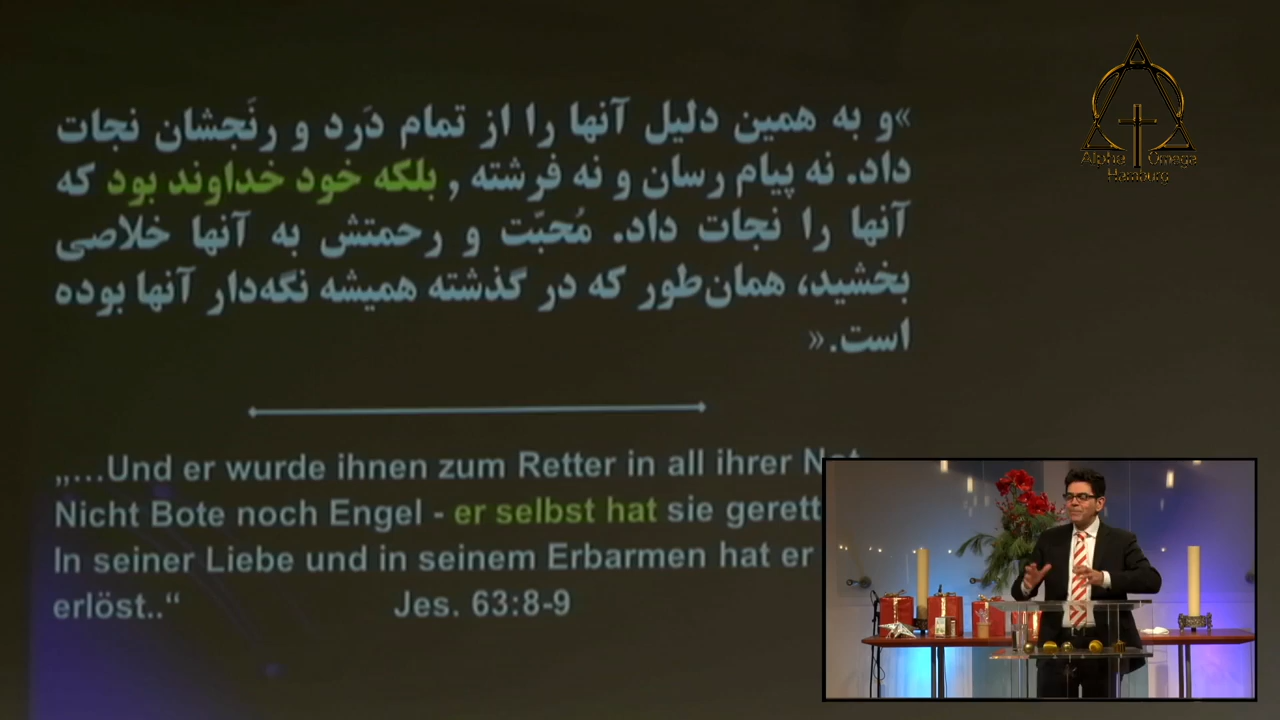 »و به همین دلیل آنها را از تمام دَرد و رنَجشان نجات
داد. نه پیام رسان و نه فرشته , بلکه خود خداوند بود که
آنها را نجات داد. مُحبّت و رحمتش به آنها خلاصی
بخشید، همان‌طور که در گذشته همیشه نگه‌دار آنها بوده
است.«
„...Und er wurde ihnen zum Retter in all ihrer
Nicht Bote noch Engel - er selbst hat sie gerett
In seiner Liebe und in seinem Erbarmen hat er
erlöst..“ Jes. 63:8-9
Alpha Omega
Hamburg